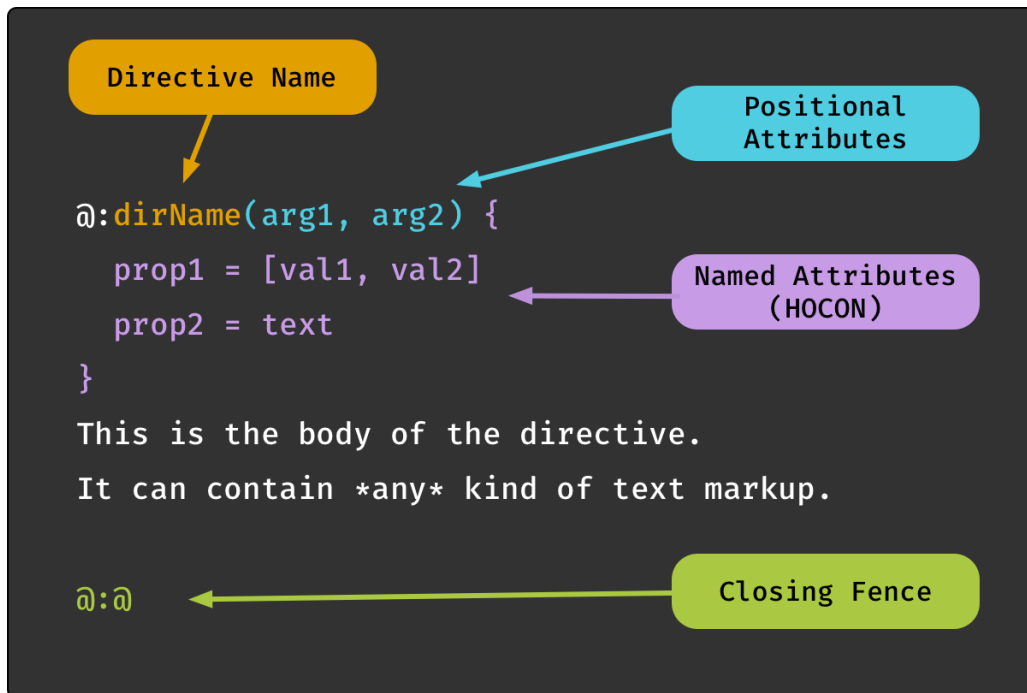 Directive Name
Positional
Attributes
@:dirName(arg1, arg2) {
prop1 = [val1, val2]
Named Attributes
(HOCON)
prop2 = text
}
This is the body of the directive.
It can contain *any* kind of text markup.
@:@
Closing Fence